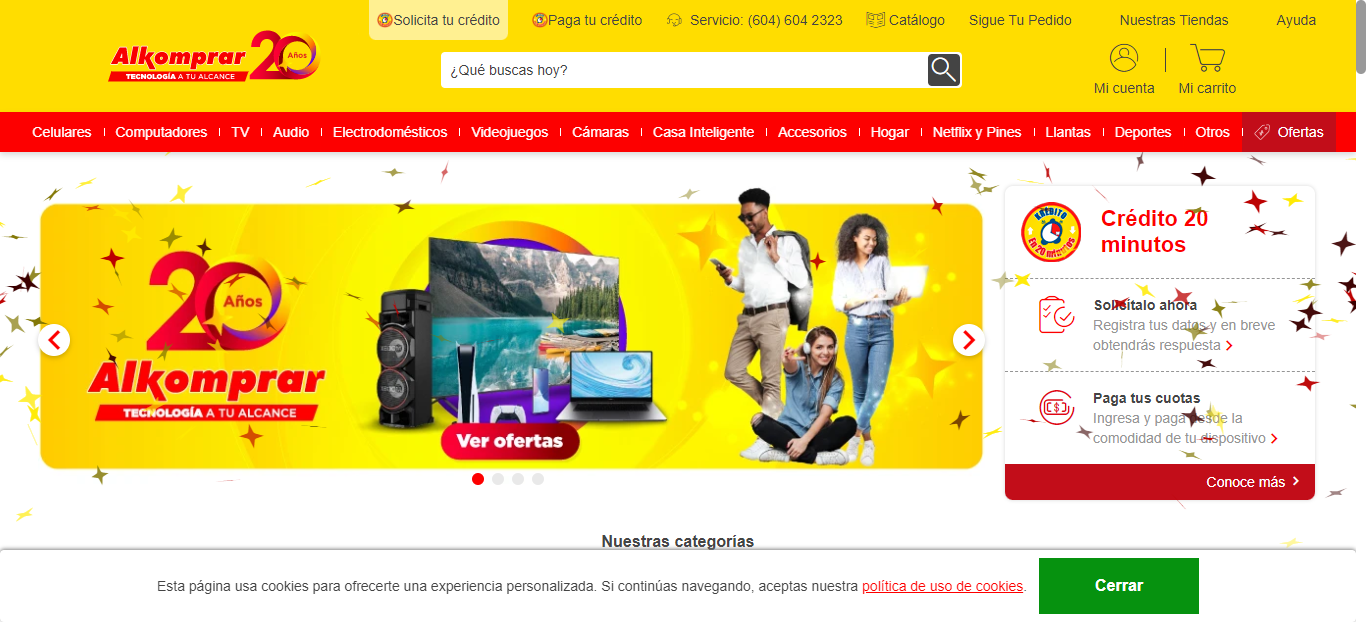 Solicita tu crédito
Paga tu crédito
Servicio: (604) 604 2323
Catálogo
Sigue Tu Pedido
Nuestras Tiendas
Ayuda
Alkomprar 20 Años
TECNOLOGÍA A TU ALCANCE
¿Qué buscas hoy?
Mi cuenta
Mi carrito
Celulares
Computadores
TV
Audio
Electrodomésticos
Videojuegos
Cámaras
Casa Inteligente
Accesorios
Hogar
Netflix y Pines
Llantas
Deportes
Otros
Ofertas
20 Años
Alkomprar
TECNOLOGÍA A TU ALCANCE
Ver ofertas
KRÉDITO
En 20 minutos
Crédito 20
minutos
Solicítalo ahora
Registra tus datos y en breve
obtendrás respuesta
Paga tus cuotas
Ingresa y paga desde la
comodidad de tu dispositivo
Conoce más
Nuestras categorías
Esta página usa cookies para ofrecerte una experiencia personalizada. Si continúas navegando, aceptas nuestra política de uso de cookies.
Cerrar